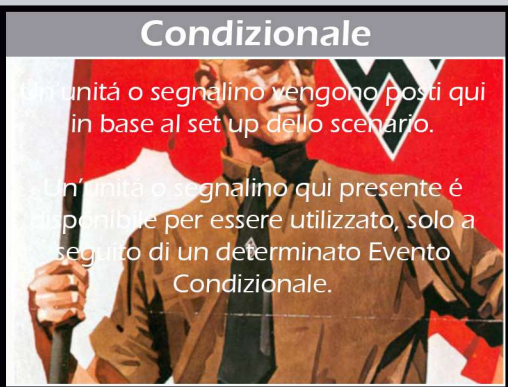 Condizionale
Un'unitá o segnalino vengono posti qui
in base al set up dello scenario.
Un'unitá o segnalino qui presente é
disponibile per essere utilizzato, solo a
seguito di un determinato Evento
Condizionale.